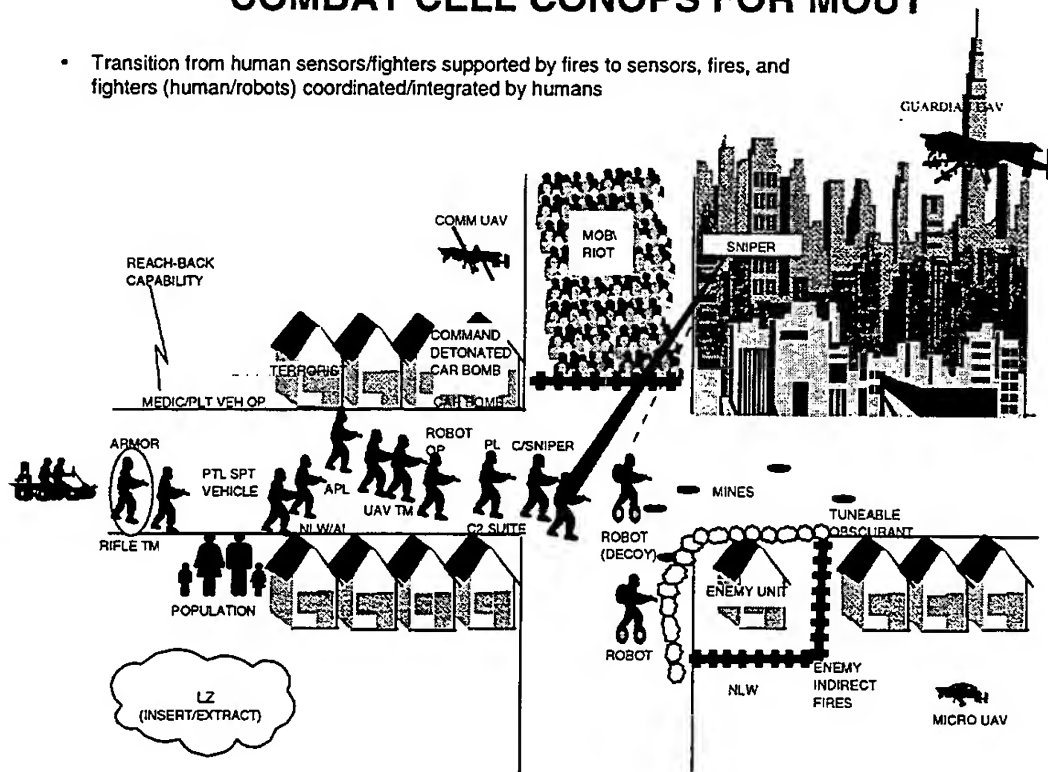 COMBAT CELL CONOPS FOR MOUT
• Transition from human sensors/fighters supported by fires to sensors, fires, and
fighters (human/robots) coordinated/integrated by humans
GUARDIAN UAV
COMM UAV
MOB\
RIOT
SNIPER
REACH-BACK
CAPABILITY
TERRORIST
COMMAND
DETONATED
CAR BOMB
CAR BOMB
MEDIC/PLT VEH OP
ARMOR
PTL SPT
VEHICLE
ROBOT
OP
PL
C/SNIPER
APL
UAV TM
NLW/AL
C2 SUITE
RIFLE TM
MINES
TUNEABLE
OBSCURANT
ROBOT
(DECOY)
ENEMY UNIT
POPULATION
ROBOT
NLW
ENEMY
INDIRECT
FIRES
MICRO UAV
LZ
(INSERT/EXTRACT)